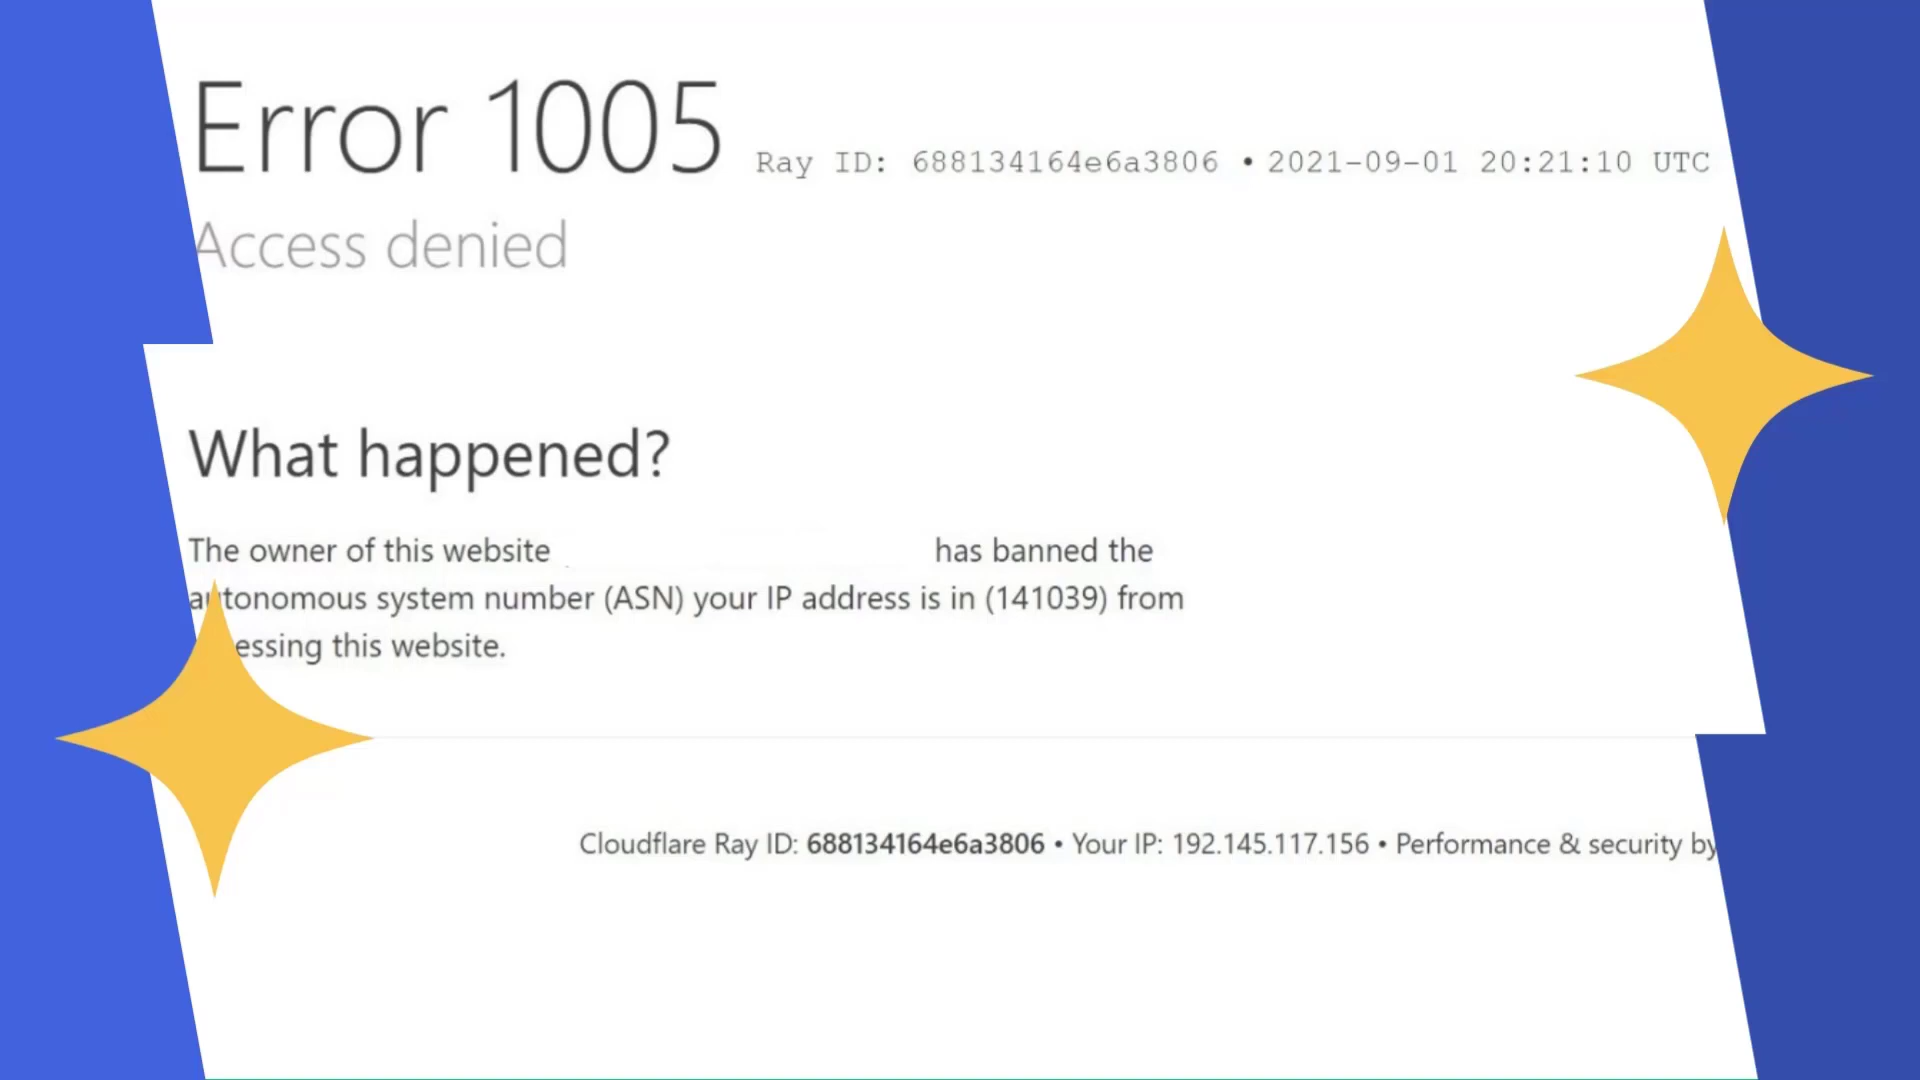 Error 1005 Ray ID: 688134164e6a3806 • 2021-09-01 20:21:10 UTC
Access denied
What happened?
The owner of this website has banned the
autonomous system number (ASN) your IP address is in (141039) from
essing this website.
Cloudflare Ray ID: 688134164e6a3806 • Your IP: 192.145.117.156 • Performance & security by